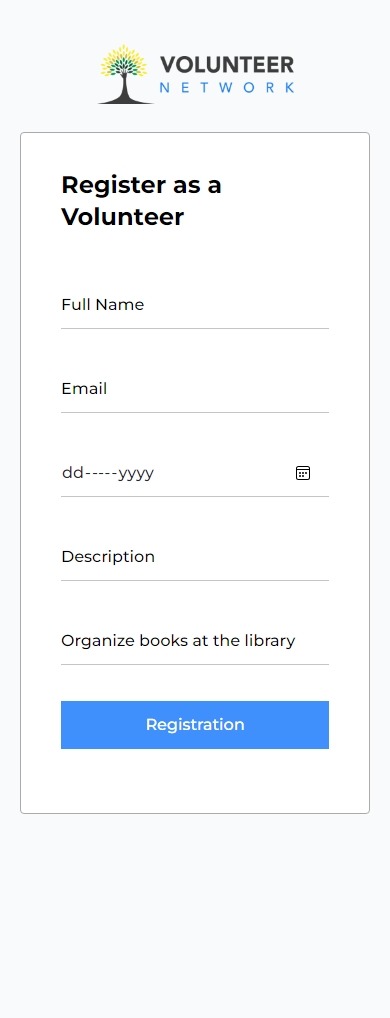 VOLUNTEER
NETWORK
Register as a
Volunteer
Full Name
Email
dd-----yyyy
Description
Organize books at the library
Registration